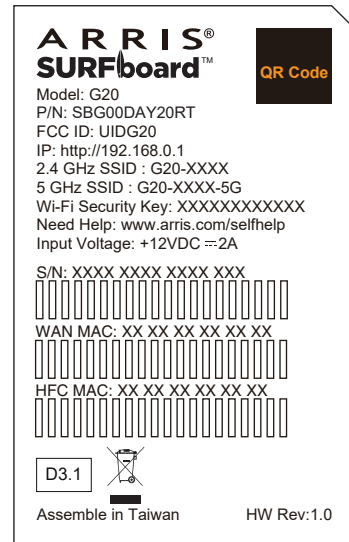 ARRIS®
SURFboard™
QR Code
Model: G20
P/N: SBG00DAY20RT
FCC ID: UIDG20
IP: http://192.168.0.1
2.4 GHz SSID : G20-XXXX
5 GHz SSID : G20-XXXX-5G
Wi-Fi Security Key: XXXXXXXXXXXX
Need Help: www.arris.com/selfhelp
Input Voltage: +12VDC ⎓2A
S/N: XXXX XXXX XXXX XXX
WAN MAC: XX XX XX XX XX XX
HFC MAC: XX XX XX XX XX XX
D3.1
Assemble in Taiwan HW Rev:1.0